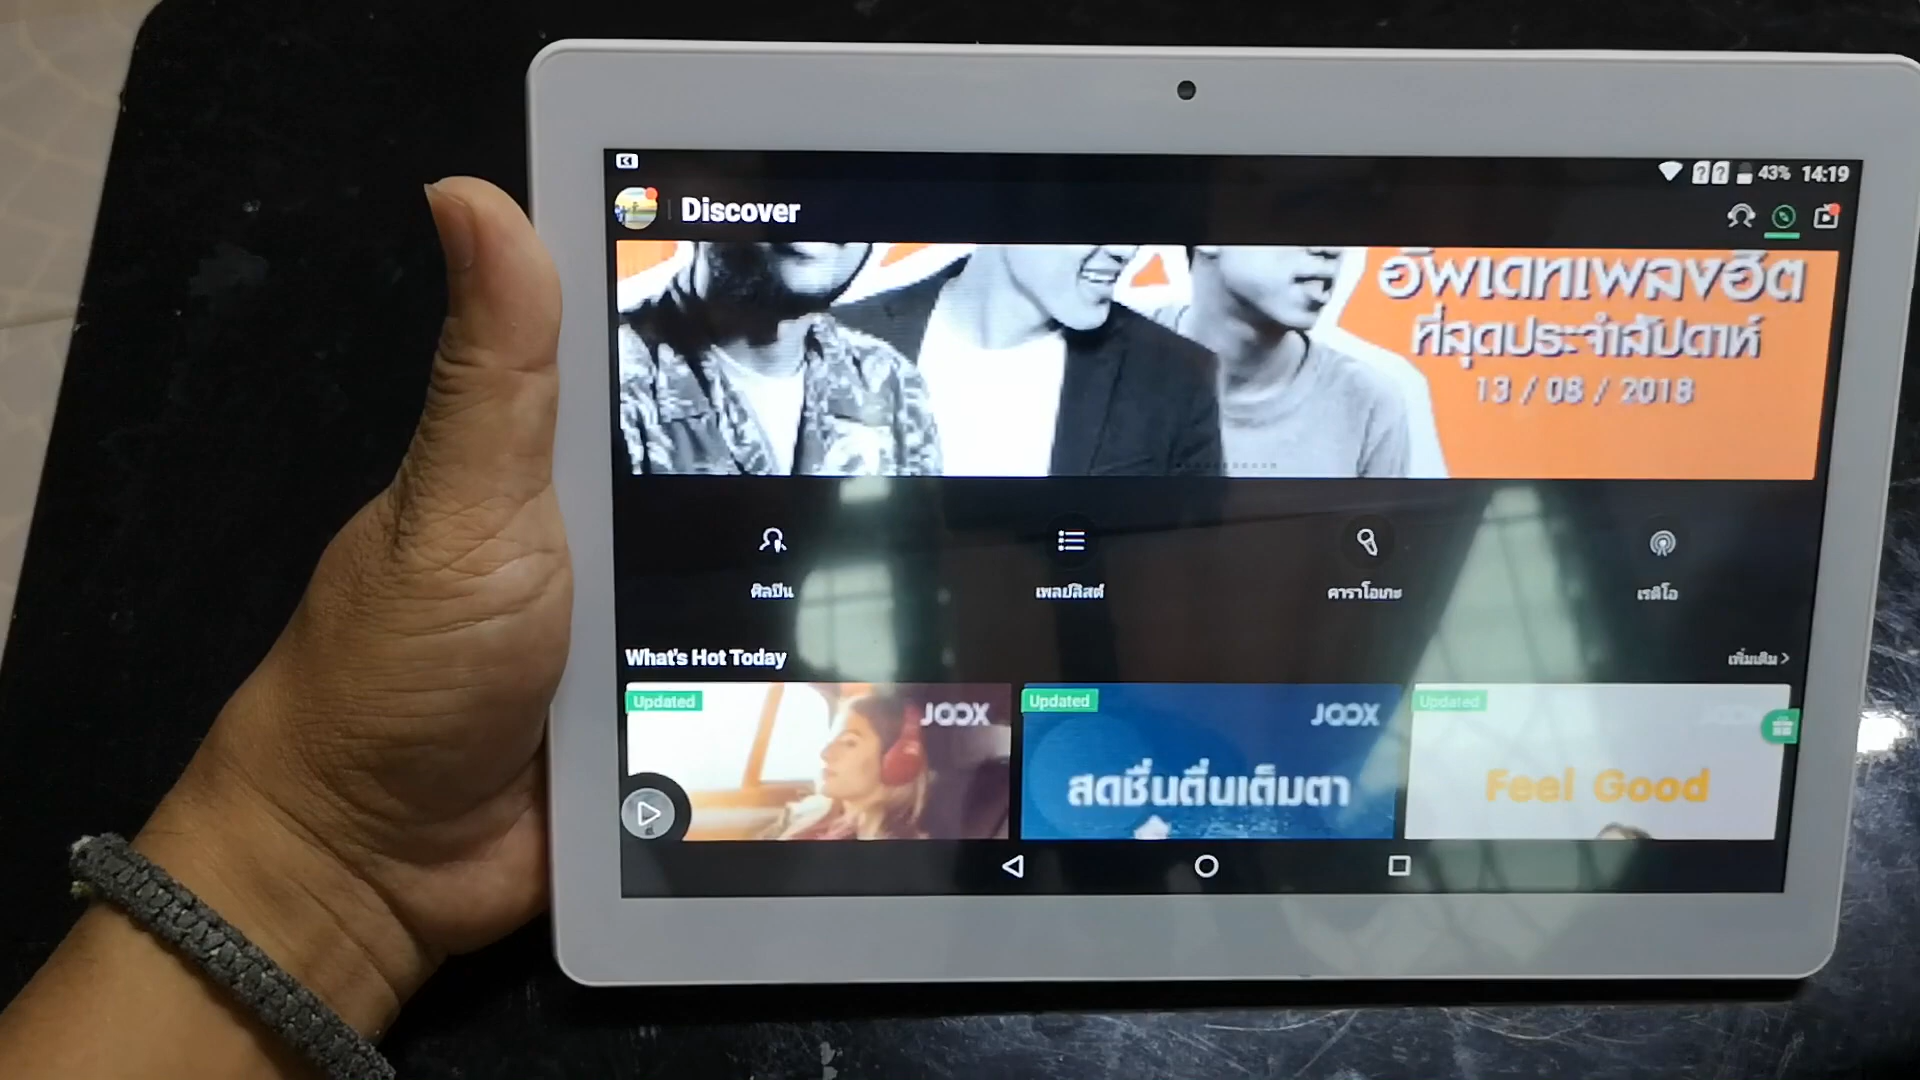 43% 14:19
Discover
อัพเดทเพลงฮิต
ที่สุดประจำสัปดาห์
13 / 08 / 2018
ศิลปิน
เพลย์ลิสต์
คาราโอเกะ
เรดิโอ
What's Hot Today
เพิ่มเติม >
Updated
JOOX
Updated
JOOX
สดชื่นตื่นเต็มตา
Updated
JOOX
Feel Good